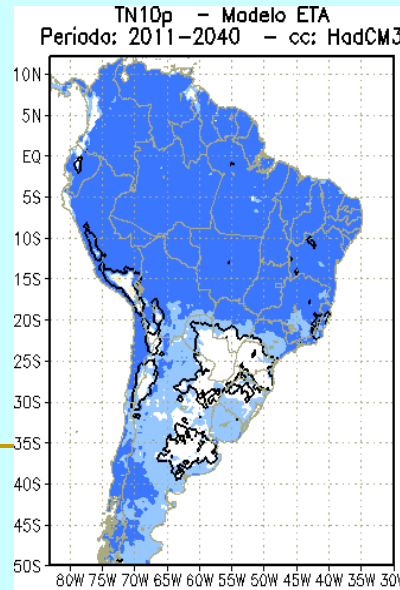 TN10p – Modelo ETA
Periodo: 2011–2040 – cc: HadCM3
10N
5N
EQ
5S
10S
15S
20S
25S
30S
35S
40S
45S
50S
80W 75W 70W 65W 60W 55W 50W 45W 40W 35W 30W